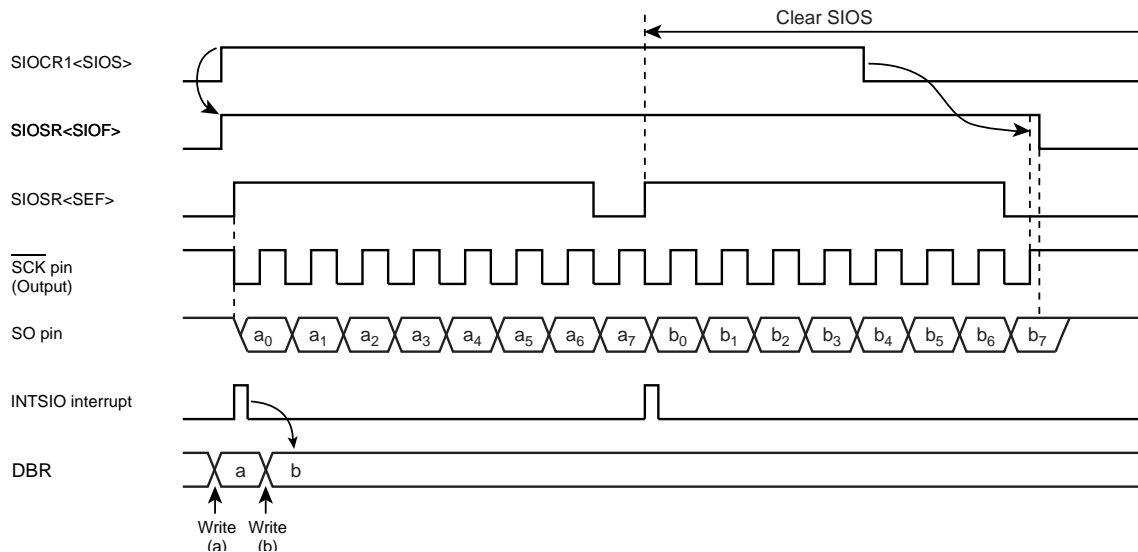 Clear SIOS
SIOCR1<SIOS>
SIOSR<SIOF>
SIOSR<SEF>
SCK pin
(Output)
SO pin
a0 a1 a2 a3 a4 a5 a6 a7 b0 b1 b2 b3 b4 b5 b6 b7
INTSIO interrupt
DBR
a b
Write Write
(a) (b)